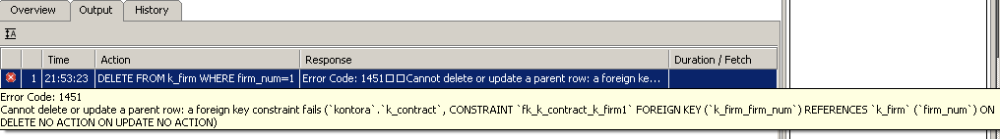 Overview Output History
Time Action Response Duration / Fetch
1 21:53:23 DELETE FROM k_firm WHERE firm_num=1 Error Code: 1451□□Cannot delete or update a parent row: a foreign ke...
Error Code: 1451
Cannot delete or update a parent row: a foreign key constraint fails (`kontora`.`k_contract`, CONSTRAINT `fk_k_contract_k_firm1` FOREIGN KEY (`k_firm_firm_num`) REFERENCES `k_firm` (`firm_num`) ON
DELETE NO ACTION ON UPDATE NO ACTION)